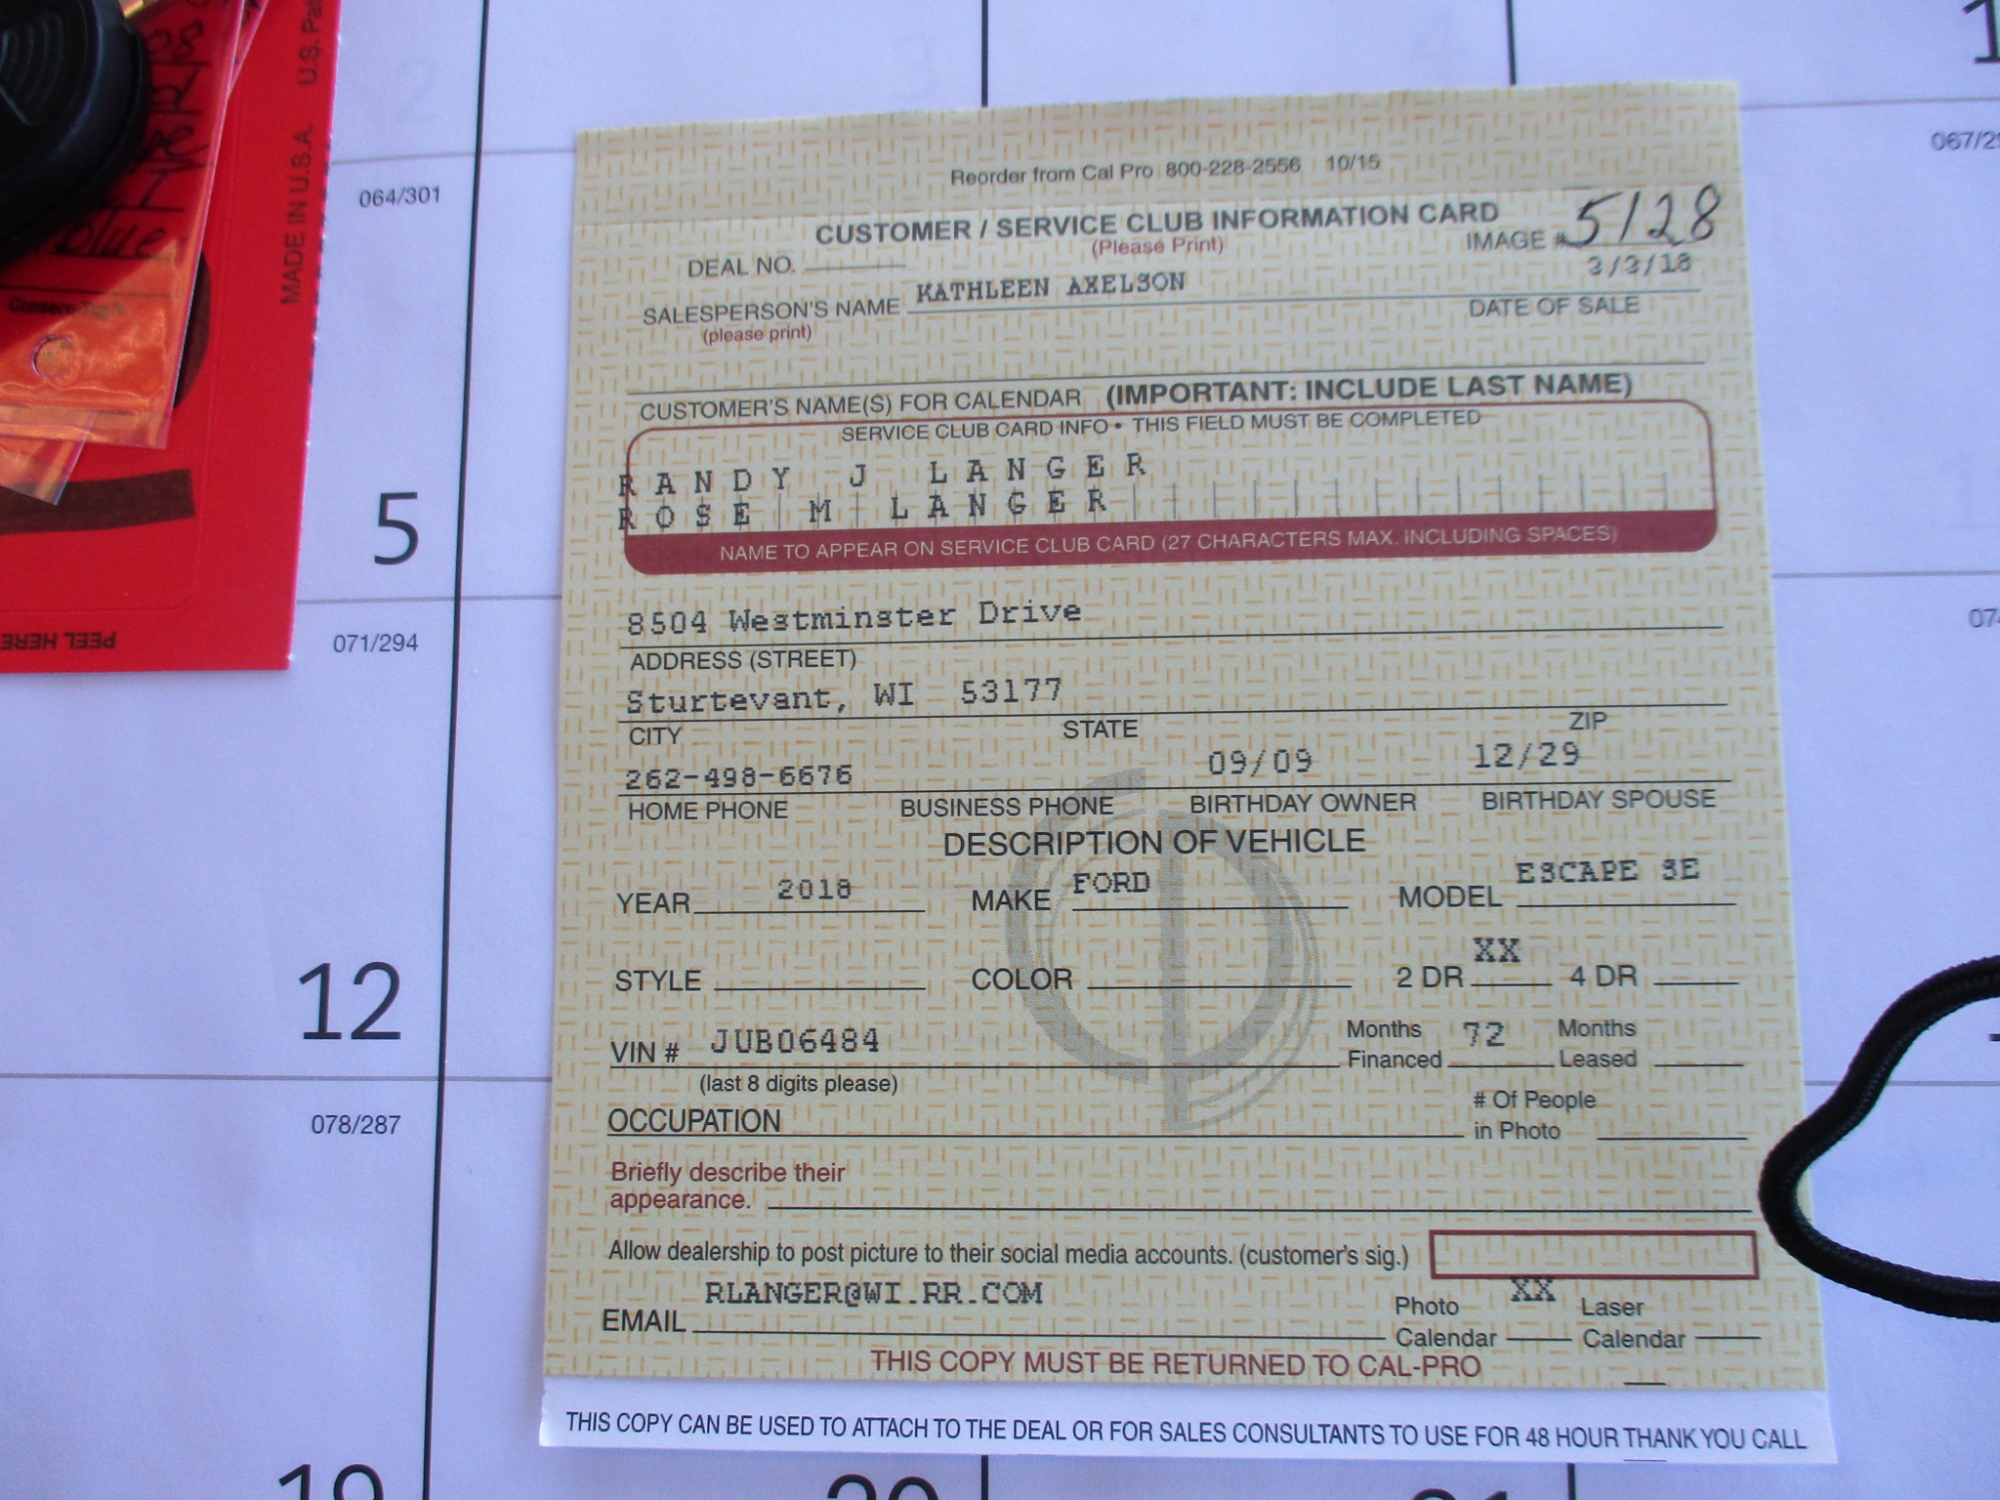 MADE IN U.S.A. U.S. Pat
blue
PEEL HERE
064/301
5
071/294
12
078/287
19
20
21
067/29
Reorder from Cal Pro 800-228-2556 10/15
CUSTOMER / SERVICE CLUB INFORMATION CARD
(Please Print)
IMAGE # 5128
DEAL NO.
3/3/18
SALESPERSON'S NAME KATHLEEN AXELSON
(please print)
DATE OF SALE
CUSTOMER'S NAME(S) FOR CALENDAR (IMPORTANT: INCLUDE LAST NAME)
SERVICE CLUB CARD INFO • THIS FIELD MUST BE COMPLETED
RANDY J LANGER
ROSE M LANGER
NAME TO APPEAR ON SERVICE CLUB CARD (27 CHARACTERS MAX. INCLUDING SPACES)
8504 Westminster Drive
ADDRESS (STREET)
Sturtevant, WI 53177
CITY STATE ZIP
262-498-6676 09/09 12/29
HOME PHONE BUSINESS PHONE BIRTHDAY OWNER BIRTHDAY SPOUSE
DESCRIPTION OF VEHICLE
YEAR 2018 MAKE FORD MODEL ESCAPE SE
STYLE COLOR 2 DR XX 4 DR
VIN # JUB06484 Months Financed 72 Months Leased
(last 8 digits please)
OCCUPATION # Of People in Photo
Briefly describe their
appearance.
Allow dealership to post picture to their social media accounts. (customer's sig.)
EMAIL RLANGER@WI.RR.COM Photo Calendar XX Laser Calendar
THIS COPY MUST BE RETURNED TO CAL-PRO
THIS COPY CAN BE USED TO ATTACH TO THE DEAL OR FOR SALES CONSULTANTS TO USE FOR 48 HOUR THANK YOU CALL